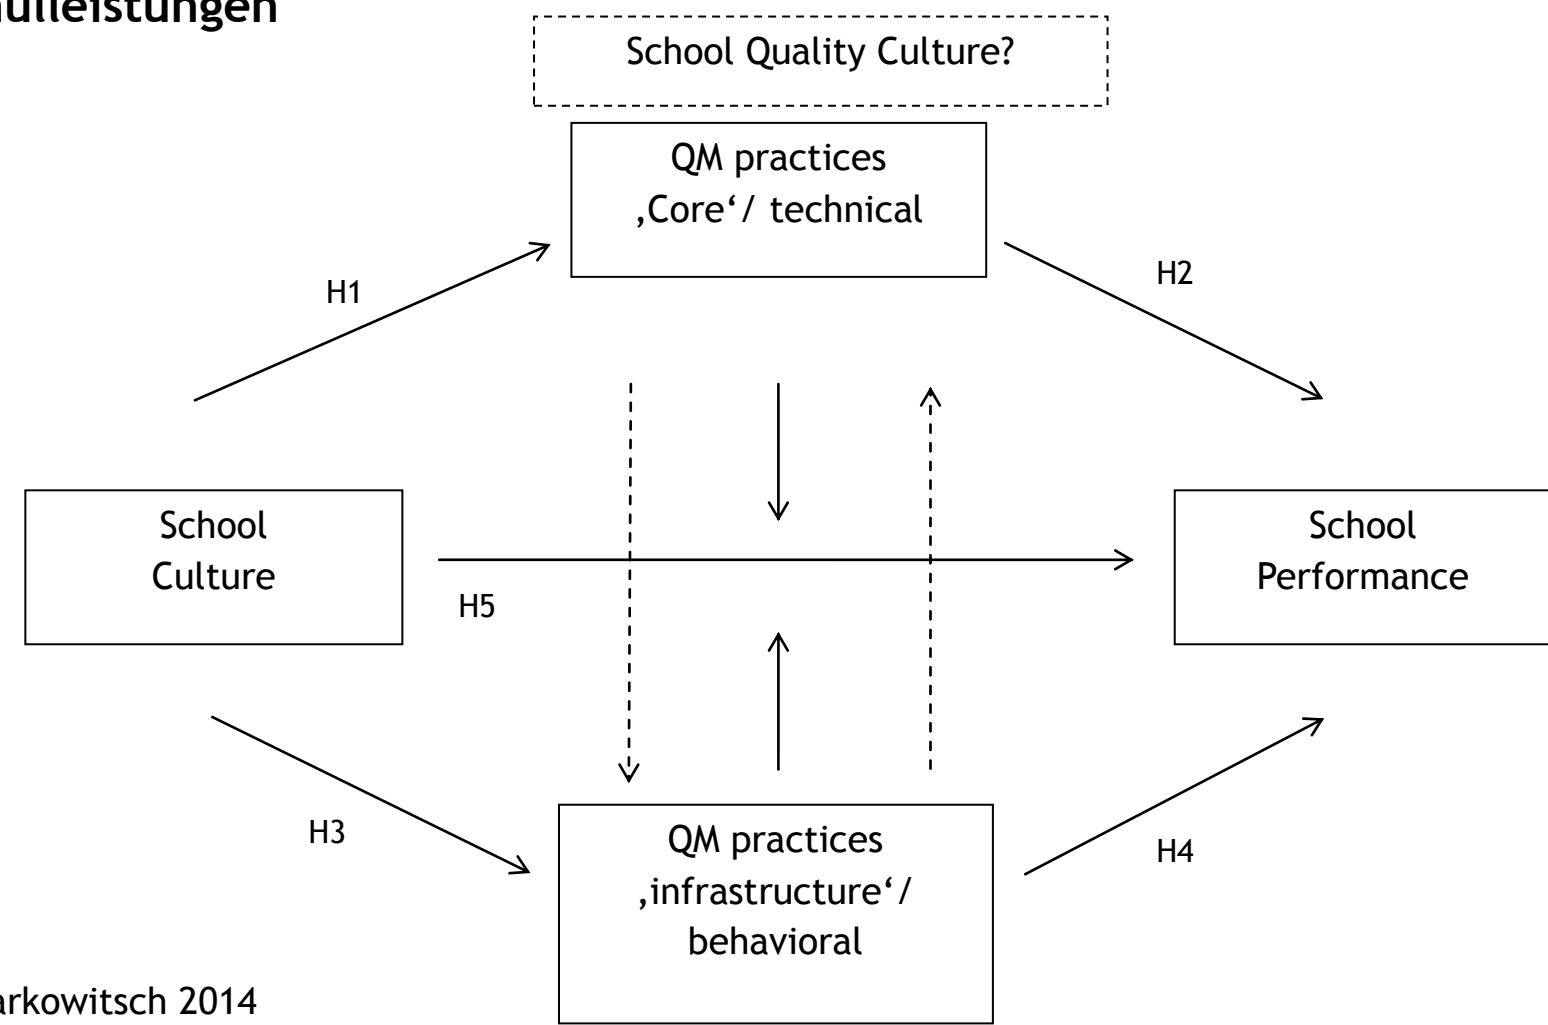 ulleistungen
School Quality Culture?
QM practices
‚Core‘/ technical
H1
H2
School
Culture
H5
School
Performance
H3
QM practices
‚infrastructure‘/
behavioral
H4
arkowitsch 2014